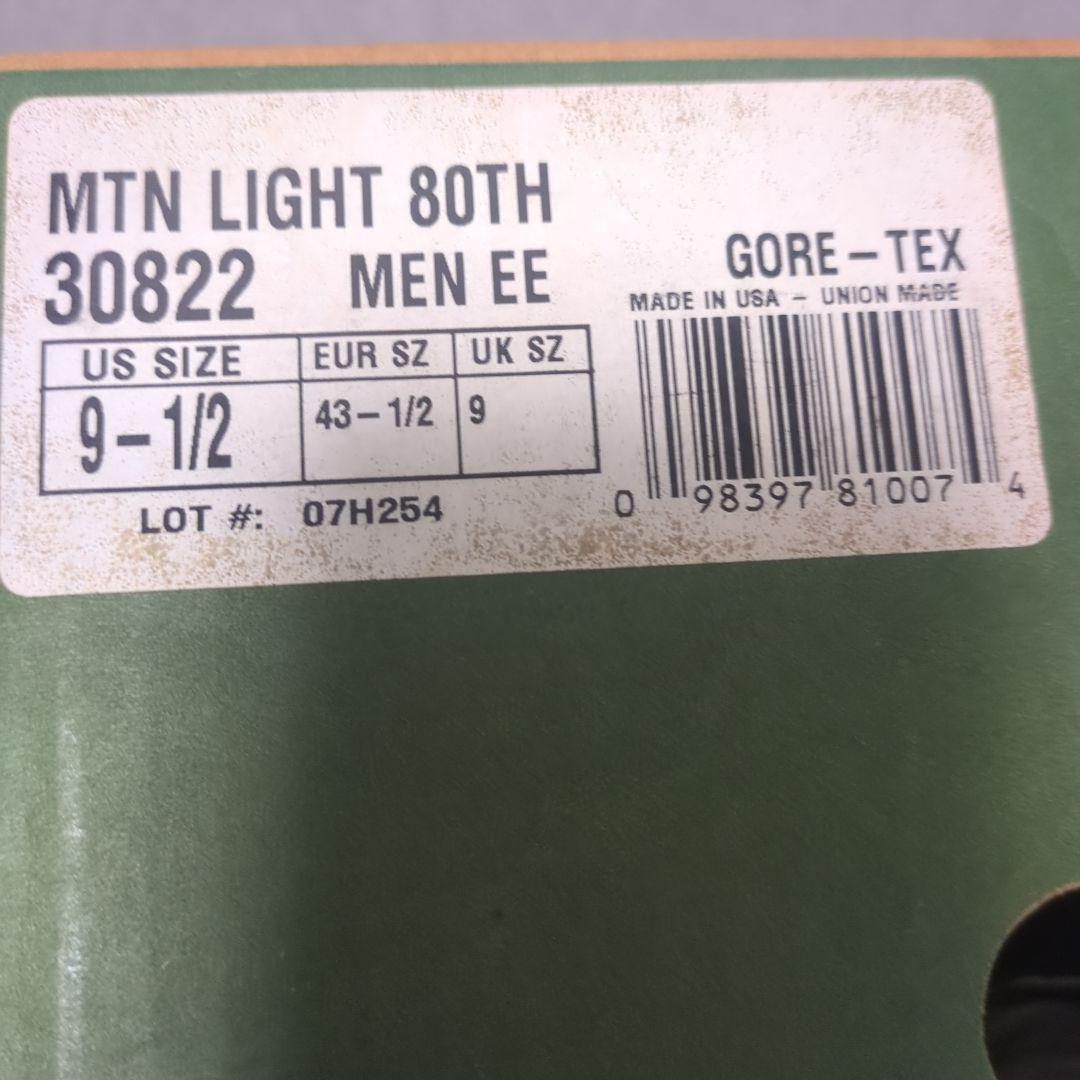 MTN LIGHT 80TH
30822 MEN EE
GORE-TEX
MADE IN USA - UNION MADE
US SIZE EUR SZ UK SZ
9-1/2 43-1/2 9
LOT #: 07H254
0 98397 81007 4